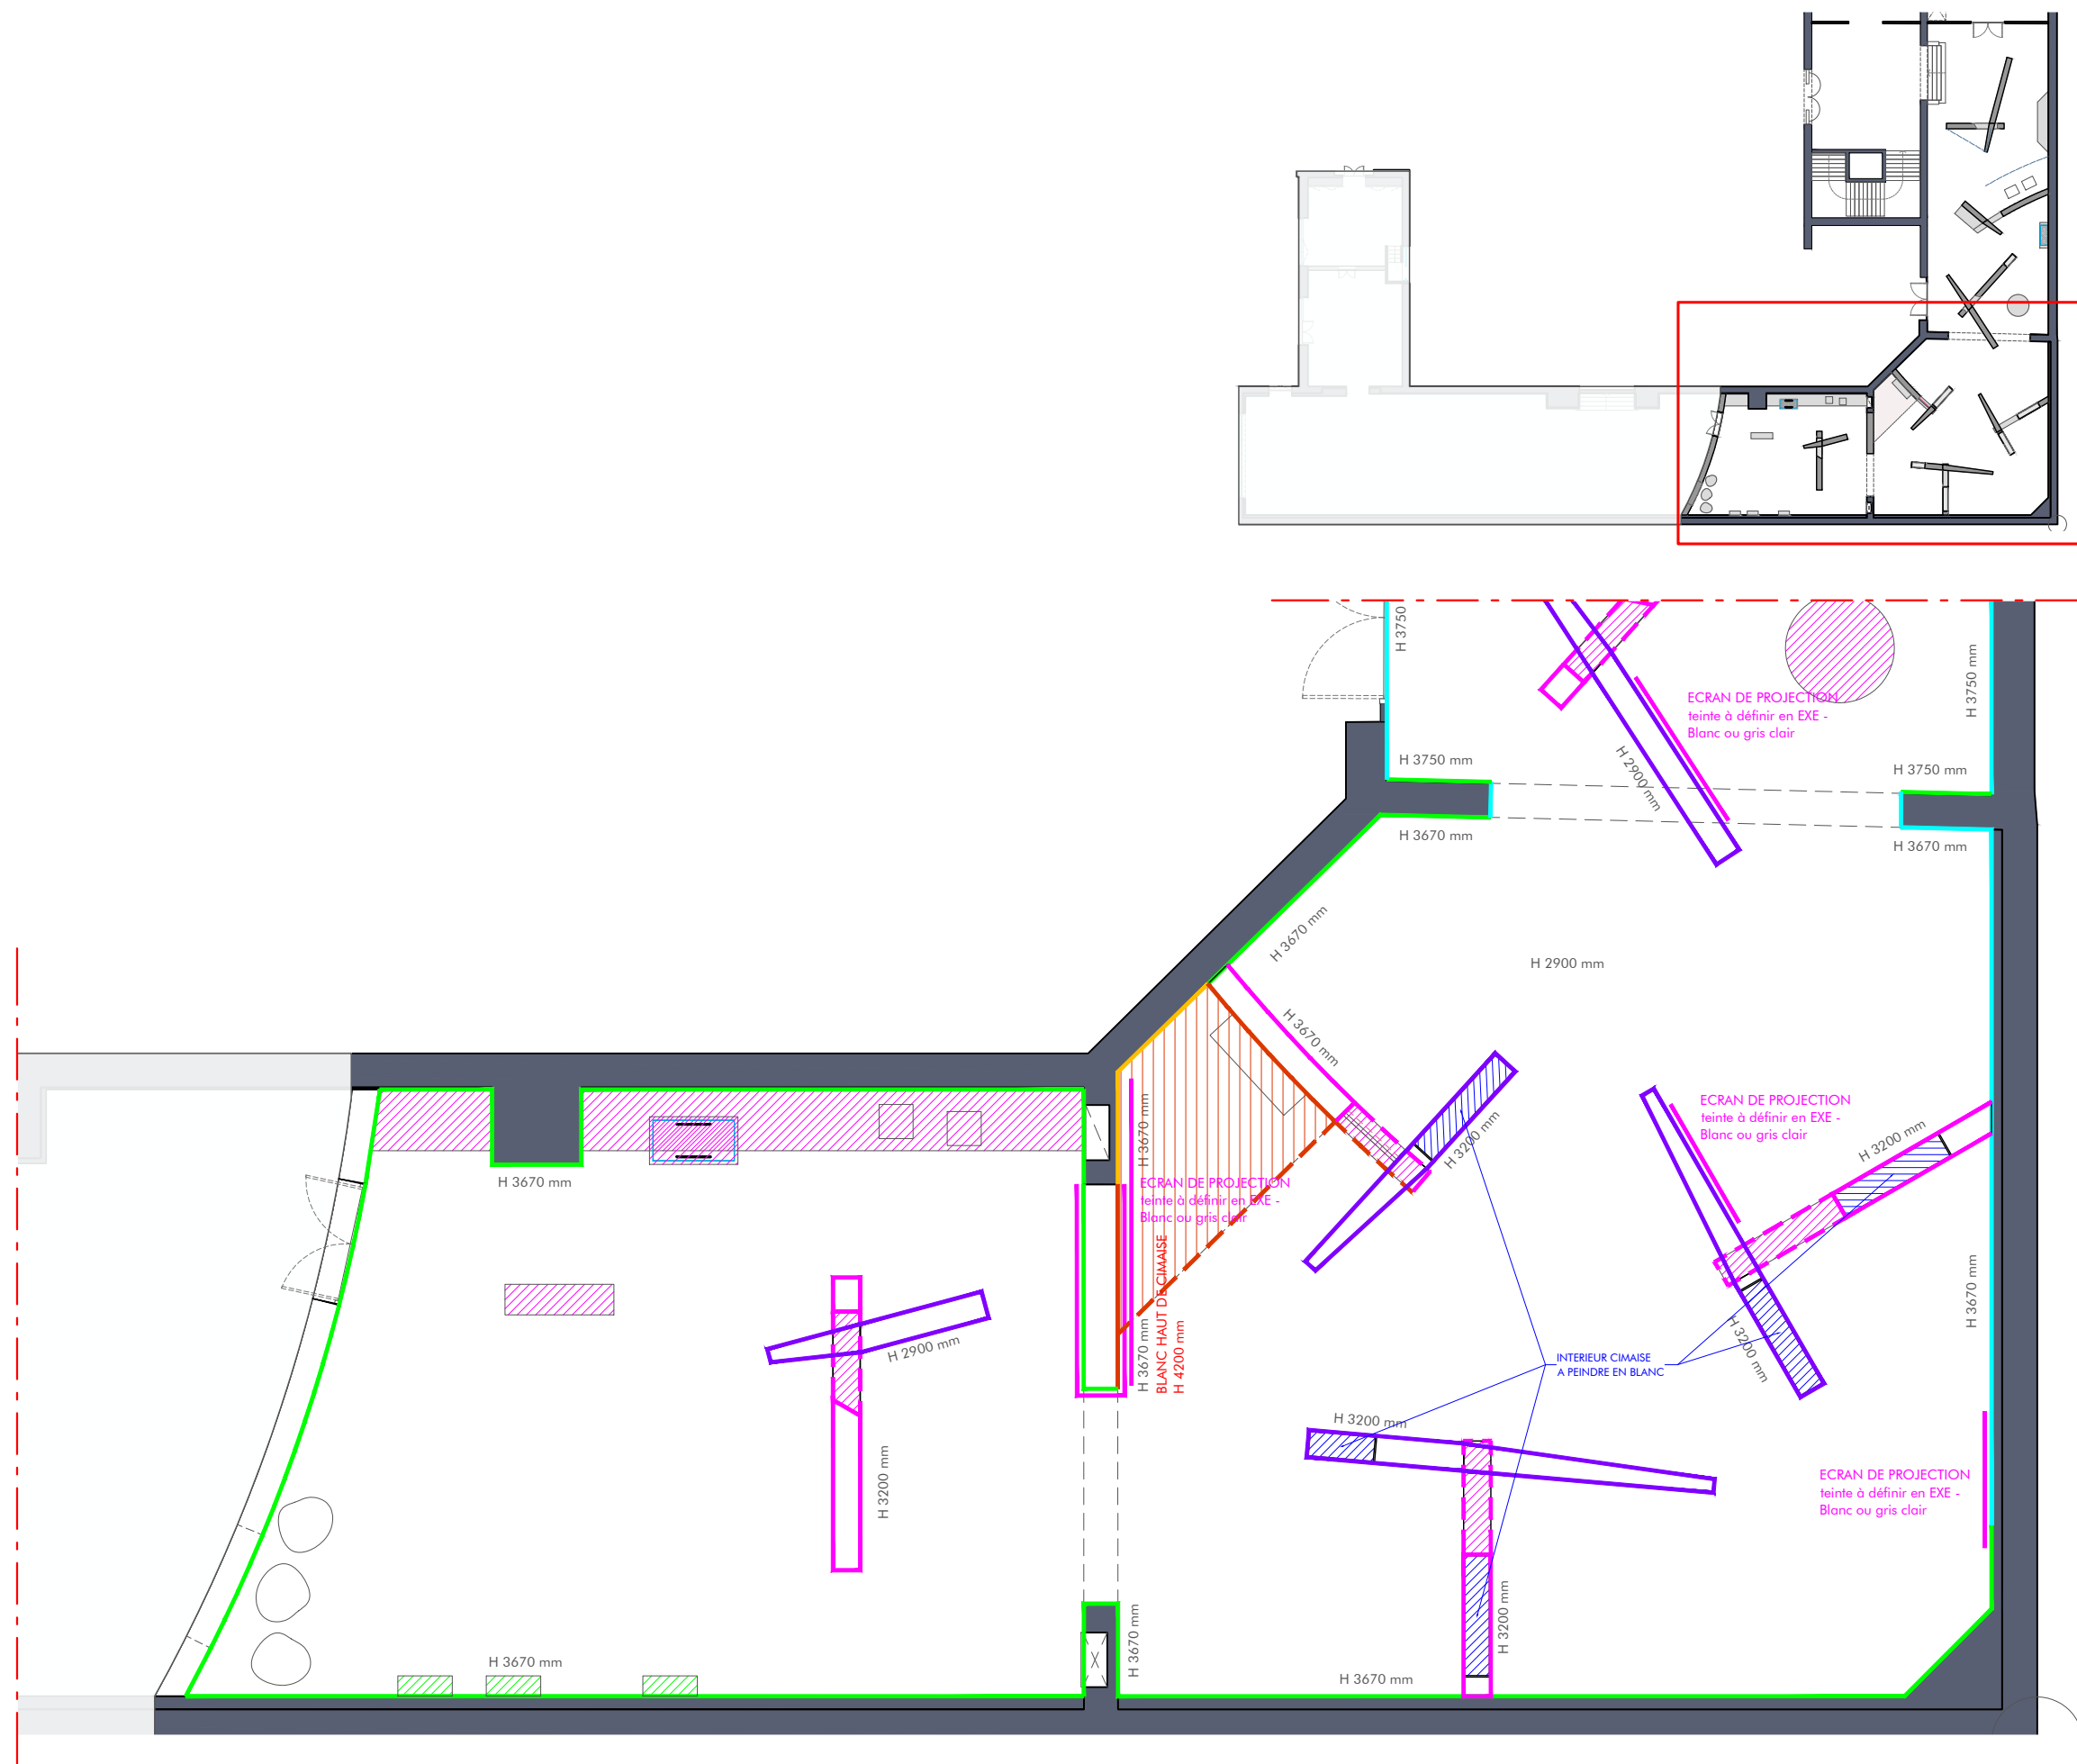 H 3750
H 3750 mm
ECRAN DE PROJECTION
teinte à définir en EXE -
Blanc ou gris clair
H 2900 mm
H 3750 mm
H 3750 mm
H 3670 mm
H 3670 mm
H 3670 mm
H 2900 mm
H 3670 mm
H 3670 mm
H 3200 mm
ECRAN DE PROJECTION
teinte à définir en EXE -
Blanc ou gris clair
H 3200 mm
H 3670 mm
ECRAN DE PROJECTION
teinte à définir en EXE -
Blanc ou gris clair
H 3670 mm
BLANC HAUT DE CIMAISE
H 4200 mm
H 3670 mm
H 2900 mm
H 3200 mm
INTERIEUR CIMAISE
A PEINDRE EN BLANC
H 3200 mm
H 3200 mm
H 3670 mm
ECRAN DE PROJECTION
teinte à définir en EXE -
Blanc ou gris clair
H 3200 mm
H 3670 mm
H 3670 mm
H 3670 mm